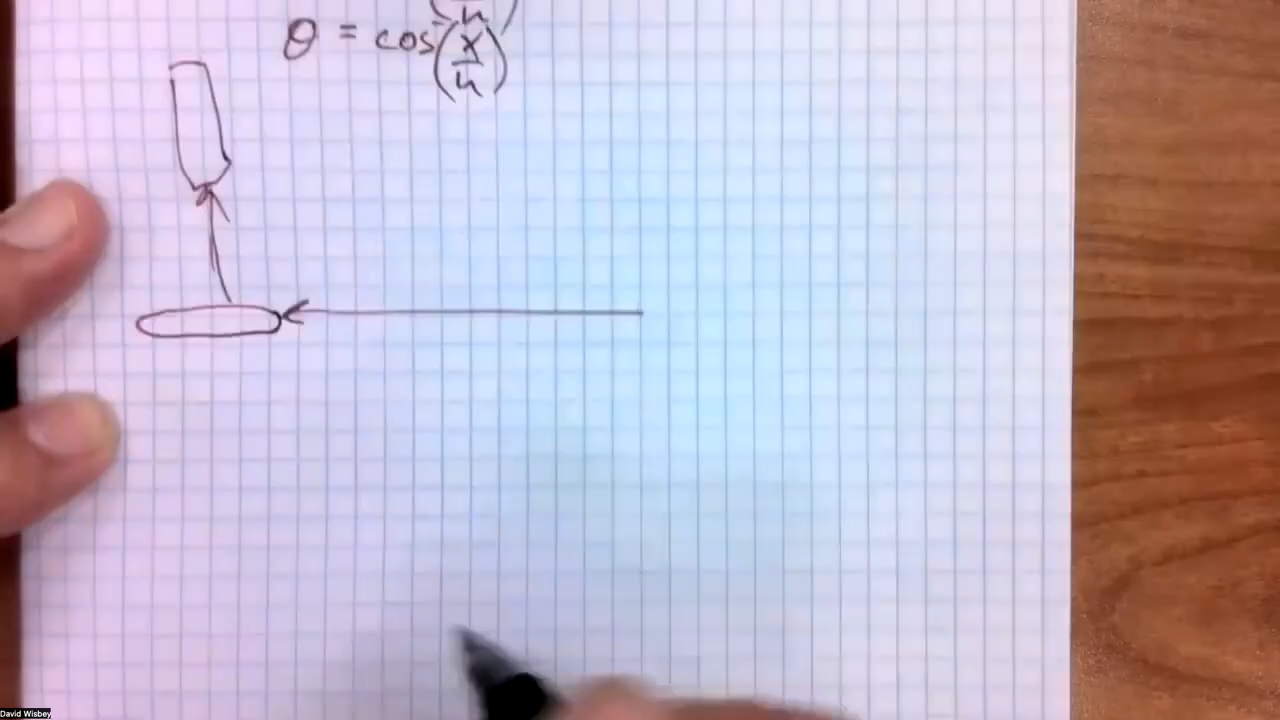 θ = cos⁻(x/h)
David Wisbey